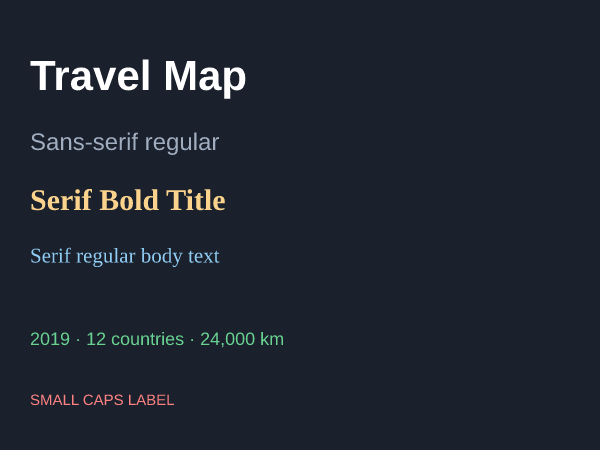 Travel Map
Sans-serif regular
Serif Bold Title
Serif regular body text
2019 · 12 countries · 24,000 km
SMALL CAPS LABEL